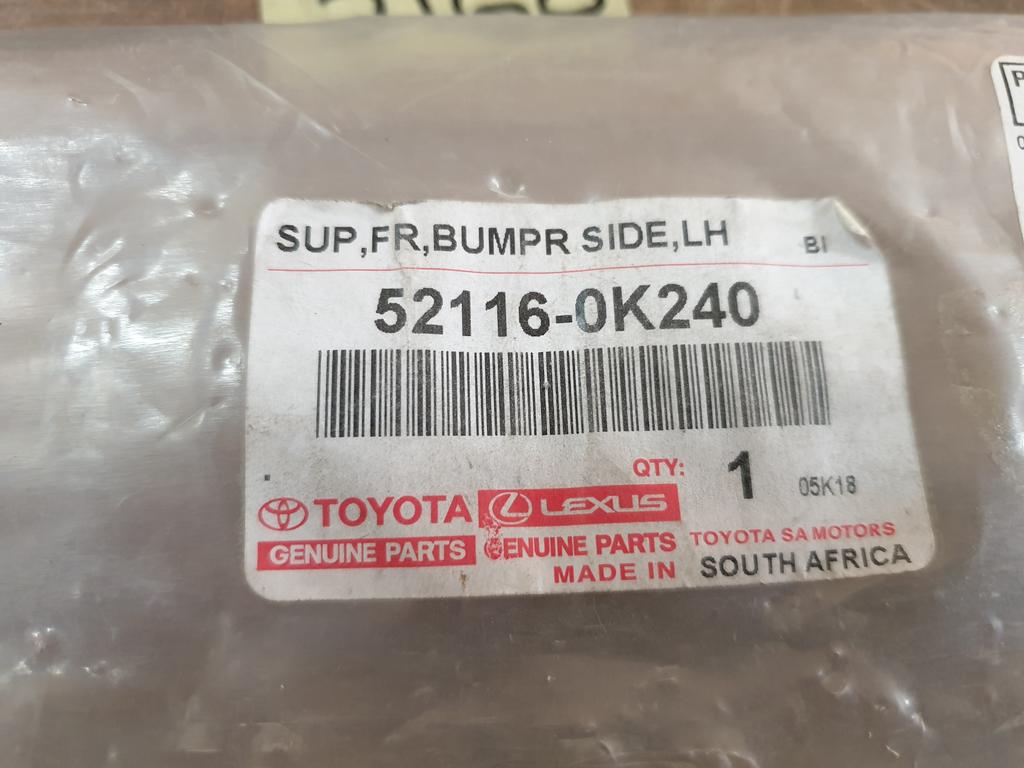 SUP,FR,BUMPR SIDE,LH BI
52116-0K240
QTY: 1 05K18
TOYOTA LEXUS
GENUINE PARTS GENUINE PARTS TOYOTA SA MOTORS
MADE IN SOUTH AFRICA